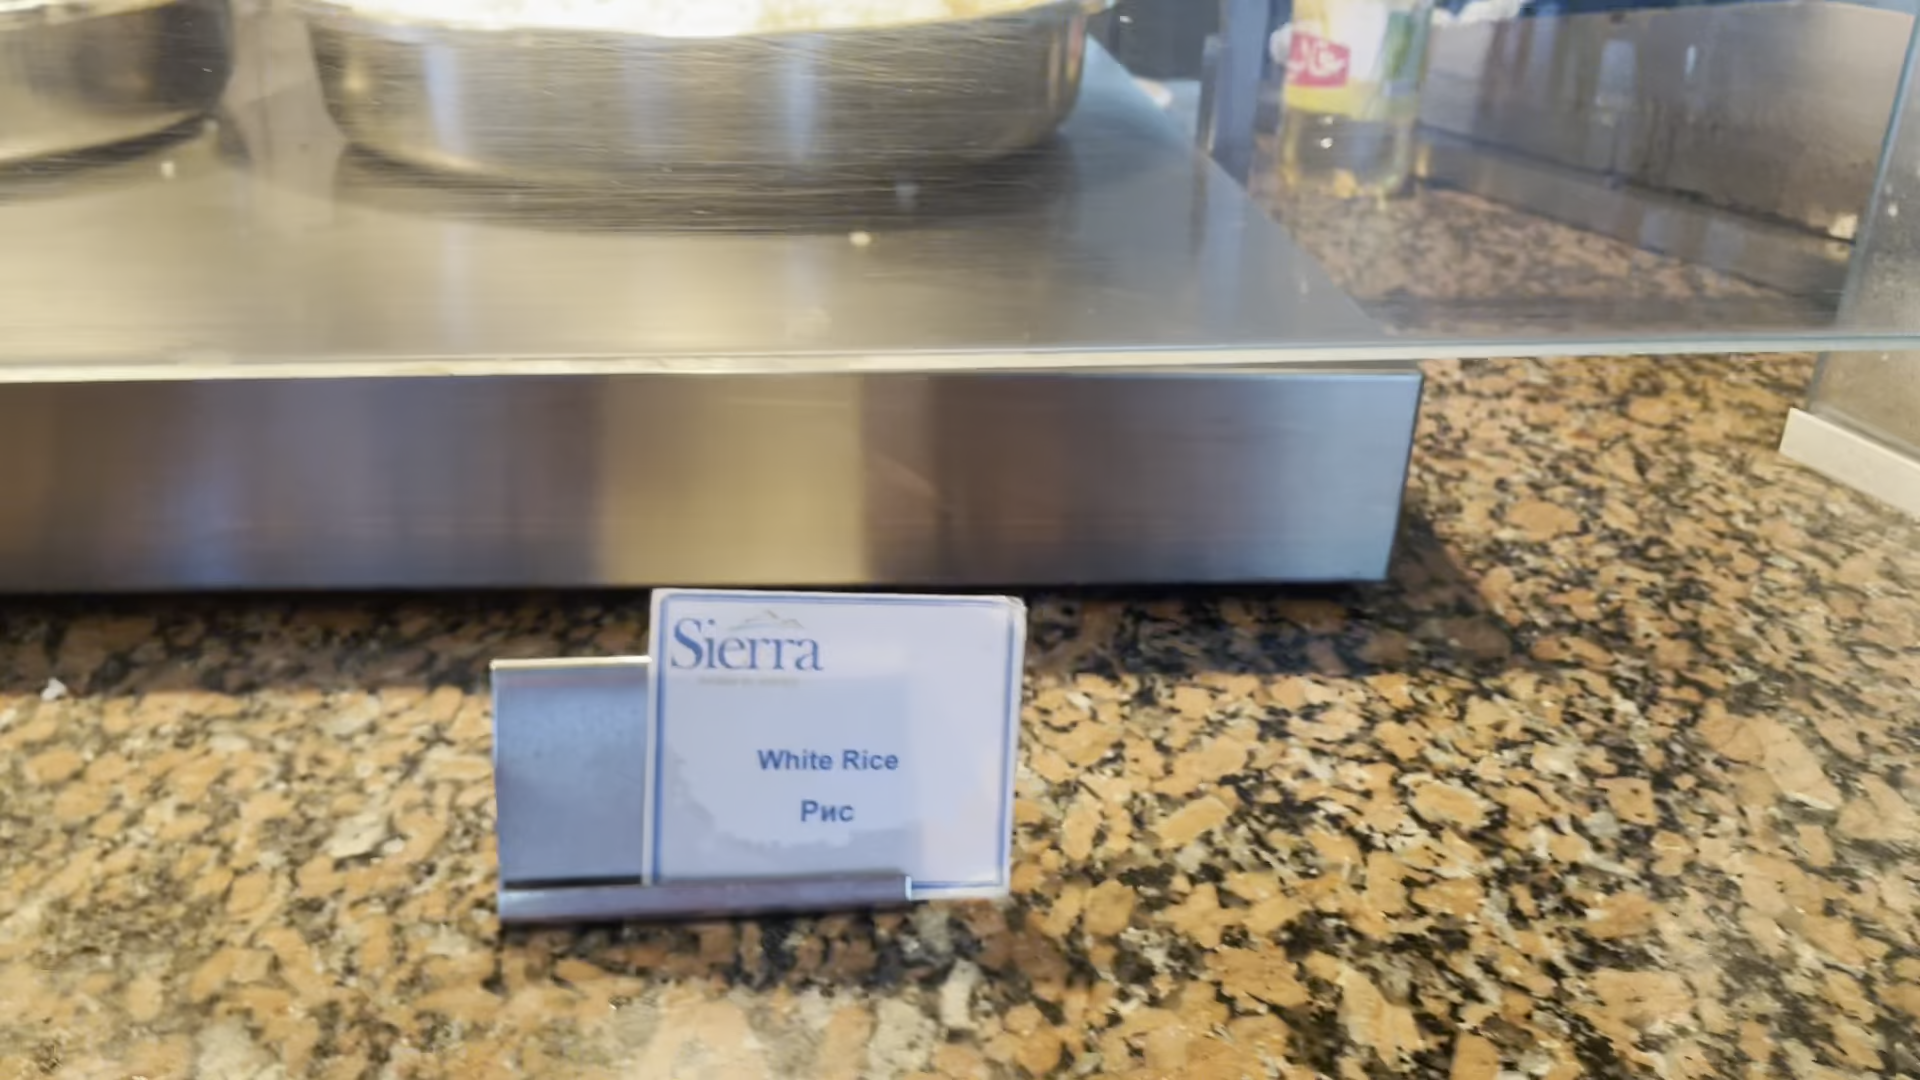 Sierra
White Rice
Рис